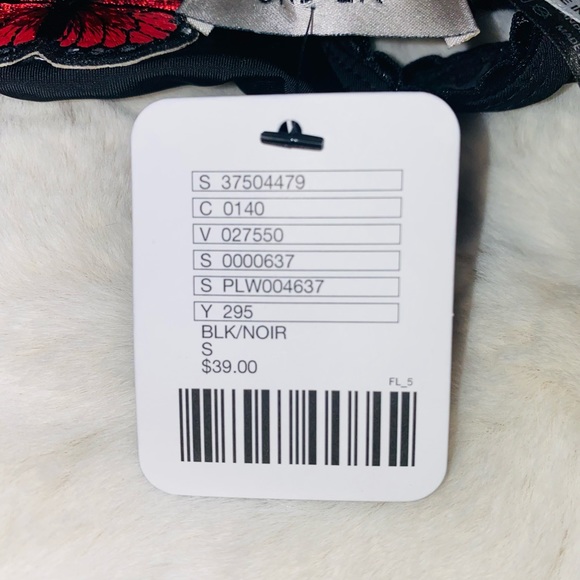 S 37504479
C 0140
V 027550
S 0000637
S PLW004637
Y 295
BLK/NOIR
S
$39.00
FL_5